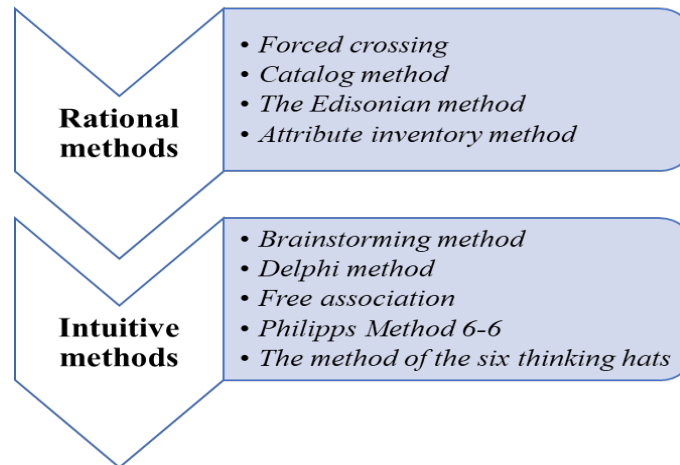 Rational
methods
• Forced crossing
• Catalog method
• The Edisonian method
• Attribute inventory method
Intuitive
methods
• Brainstorming method
• Delphi method
• Free association
• Philipps Method 6-6
• The method of the six thinking hats